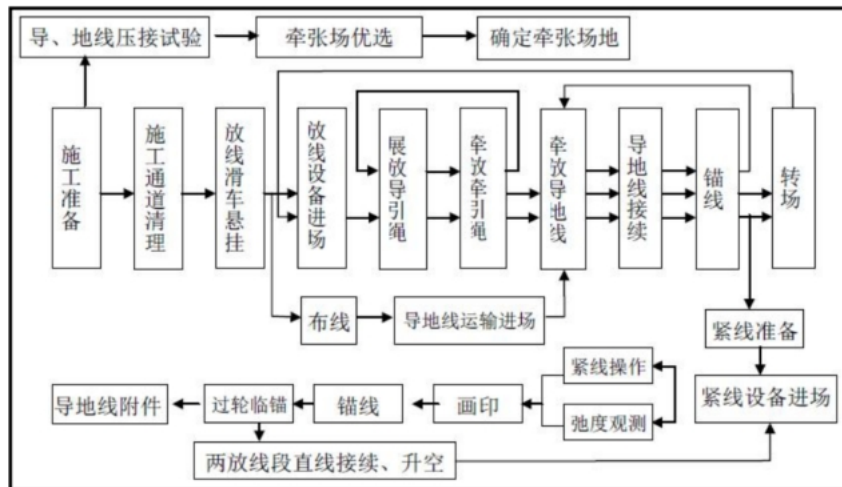 导、地线压接试验
牵张场优选
确定牵张场地
施工准备
施工通道清理
放线滑车悬挂
放线设备进场
展放导引绳
牵放牵引绳
牵放导地线
导地线接续
锚线
转场
布线
导地线运输进场
紧线准备
紧线操作
导地线附件
过轮临锚
锚线
画印
紧线设备进场
弛度观测
两放线段直线接续、升空